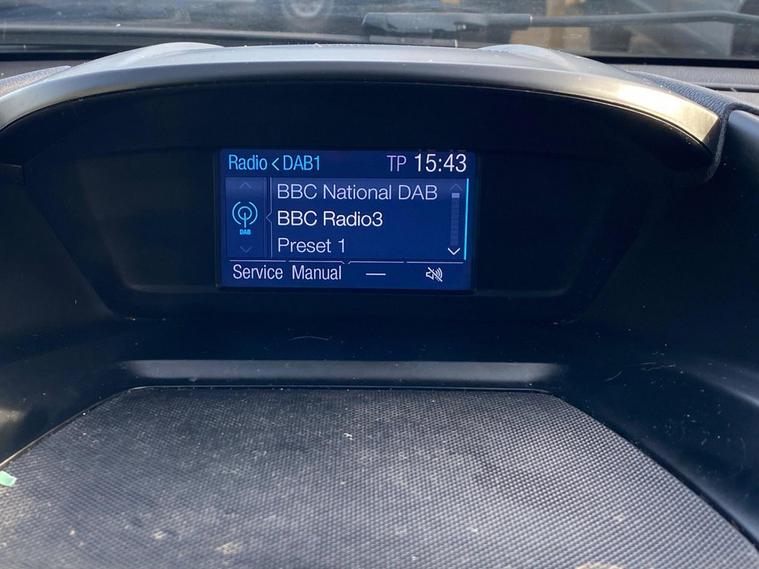 Radio < DAB1 TP 15:43
BBC National DAB
BBC Radio3
DAB
Preset 1
Service Manual —